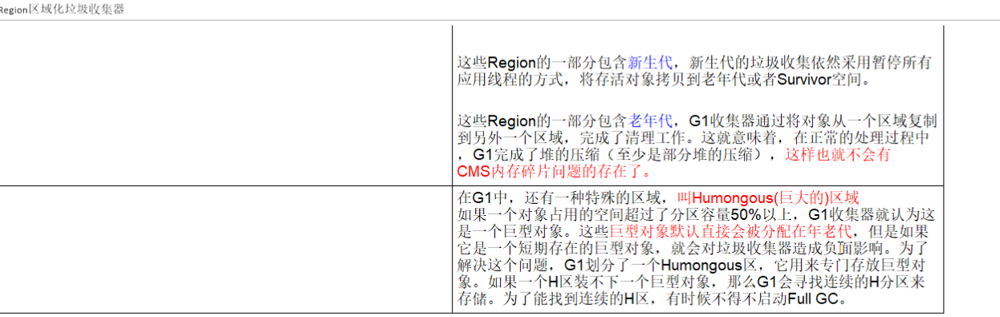 Region区域化垃圾收集器
这些Region的一部分包含新生代，新生代的垃圾收集依然采用暂停所有
应用线程的方式，将存活对象拷贝到老年代或者Survivor空间。
这些Region的一部分包含老年代，G1收集器通过将对象从一个区域复制
到另外一个区域，完成了清理工作。这就意味着，在正常的处理过程中
，G1完成了堆的压缩（至少是部分堆的压缩），这样也就不会有
CMS内存碎片问题的存在了。
在G1中，还有一种特殊的区域，叫Humongous(巨大的)区域
如果一个对象占用的空间超过了分区容量50%以上，G1收集器就认为这
是一个巨型对象。这些巨型对象默认直接会被分配在年老代，但是如果
它是一个短期存在的巨型对象，就会对垃圾收集器造成负面影响。为了
解决这个问题，G1划分了一个Humongous区，它用来专门存放巨型对
象。如果一个H区装不下一个巨型对象，那么G1会寻找连续的H分区来
存储。为了能找到连续的H区，有时候不得不启动Full GC。